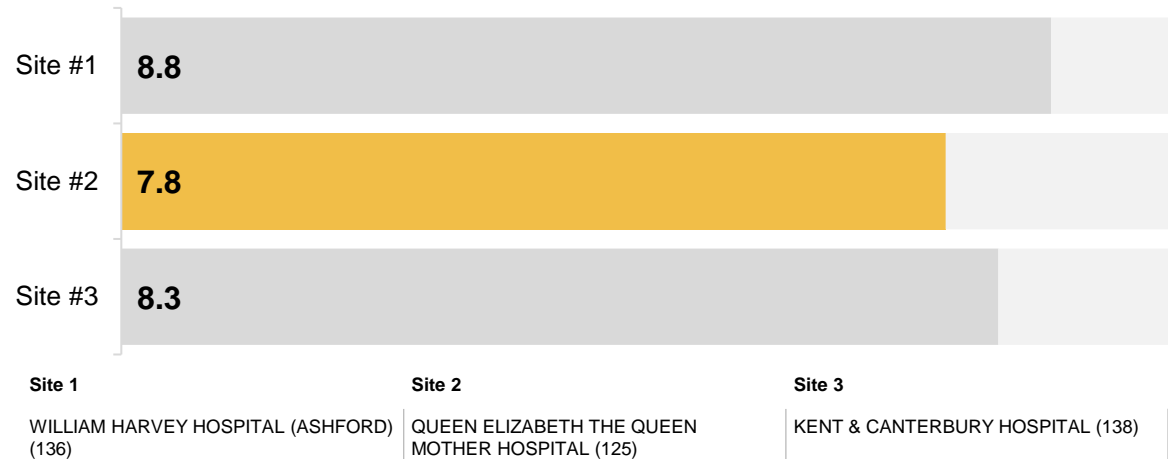 Site #1
8.8
Site #2
7.8
Site #3
8.3
Site 1
Site 2
Site 3
WILLIAM HARVEY HOSPITAL (ASHFORD)
(136)
QUEEN ELIZABETH THE QUEEN
MOTHER HOSPITAL (125)
KENT & CANTERBURY HOSPITAL (138)